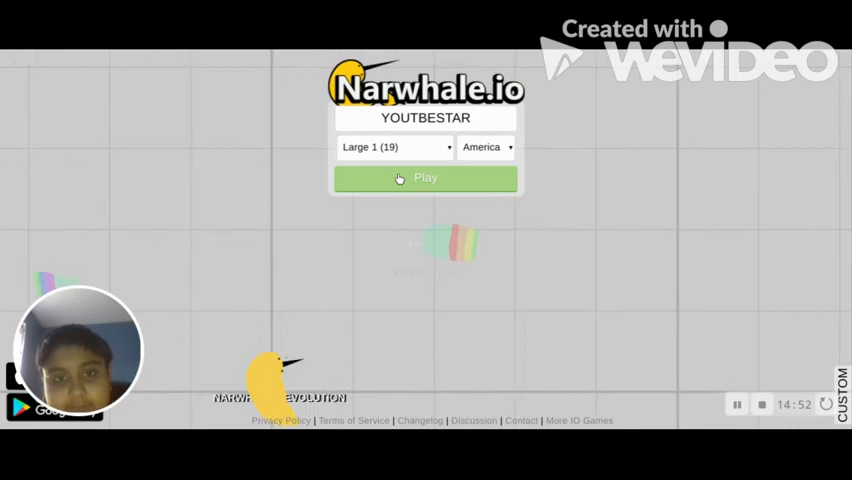 Created with
WEVIDEO
Narwhale.io
YOUTBESTAR
Large 1 (19)
America
Play
14:52
CUSTOM
Privacy Policy | Terms of Service | Changelog | Discussion | Contact | More IO Games